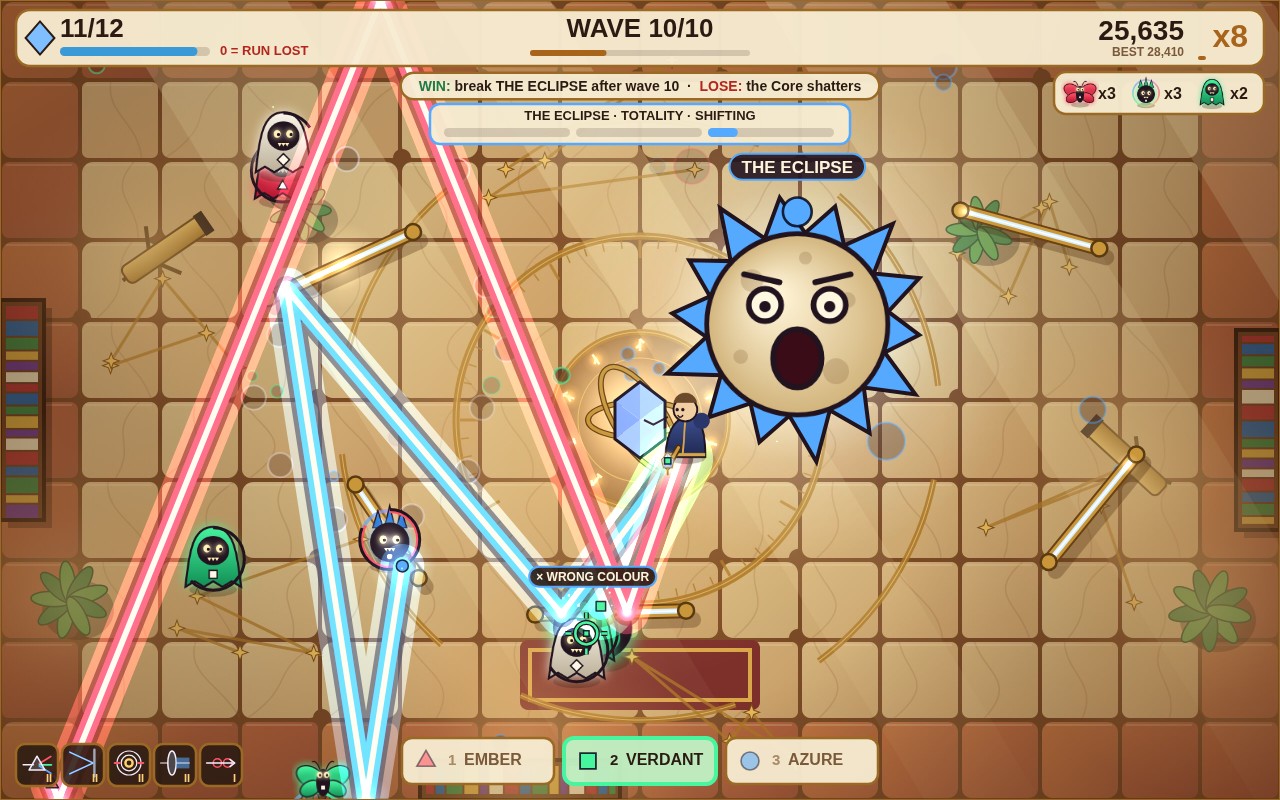 11/12
0 = RUN LOST
WAVE 10/10
25,635
BEST 28,410
x8
WIN: break THE ECLIPSE after wave 10 · LOSE: the Core shatters
THE ECLIPSE · TOTALITY · SHIFTING
x3
x3
x2
THE ECLIPSE
× WRONG COLOUR
II
II
II
II
I
1 EMBER
2 VERDANT
3 AZURE